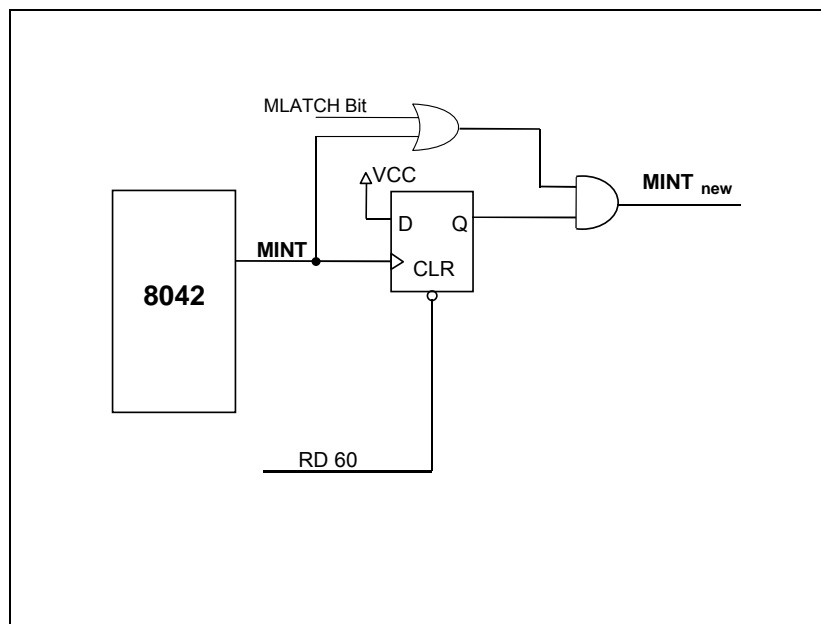 MLATCH Bit
VCC
MINT new
D Q
MINT
CLR
8042
RD 60